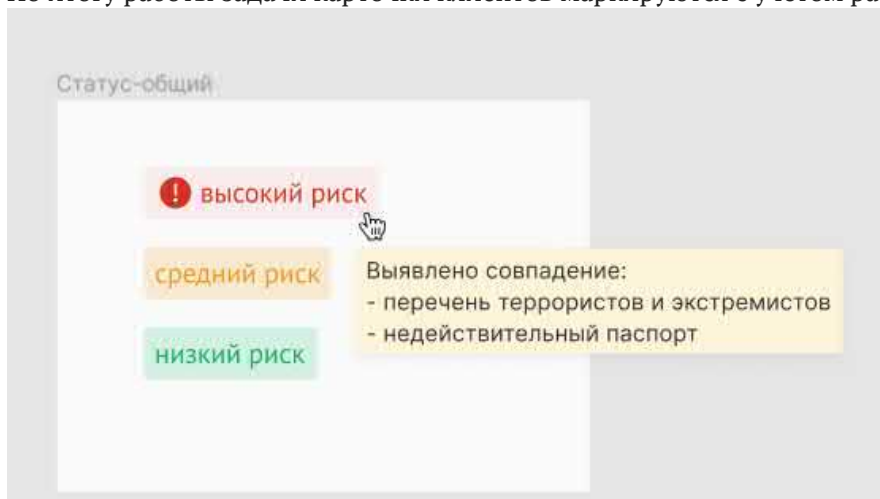 Статус-общий
! высокий риск
средний риск
Выявлено совпадение:
- перечень террористов и экстремистов
- недействительный паспорт
низкий риск